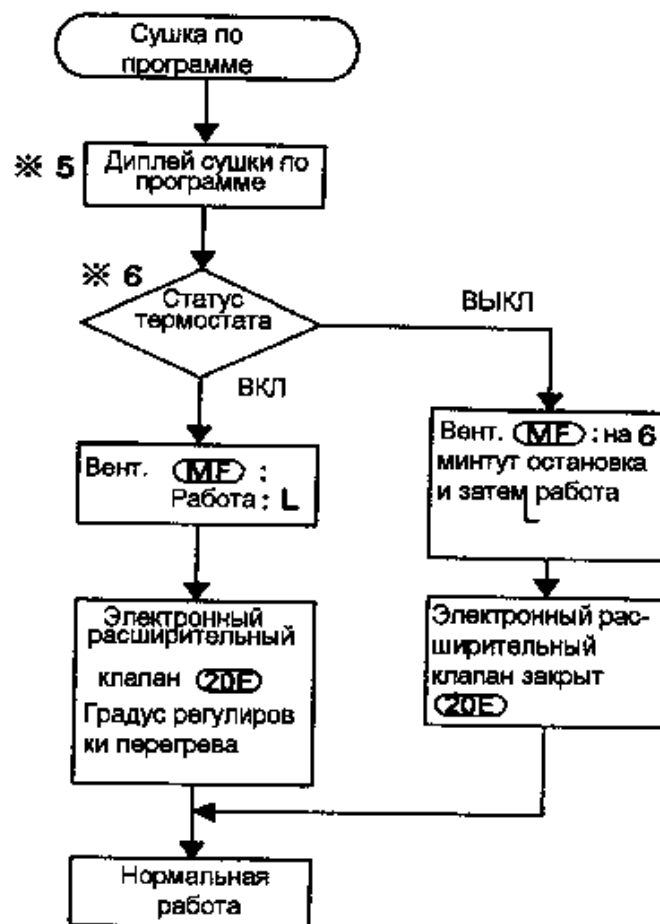 Сушка по
программе
※ 5
Диплей сушки по
программе
※ 6
Статус
термостата
ВЫКЛ
ВКЛ
Вент. (MF) :
Работа : L
Вент. (MF) : на 6
минтут остановка
и затем работа
L
Электронный
расширительный
клапан (20E)
Градус регулиров
ки перегрева
Электронный рас-
ширительный
клапан закрыт
(20E)
Нормальная
работа